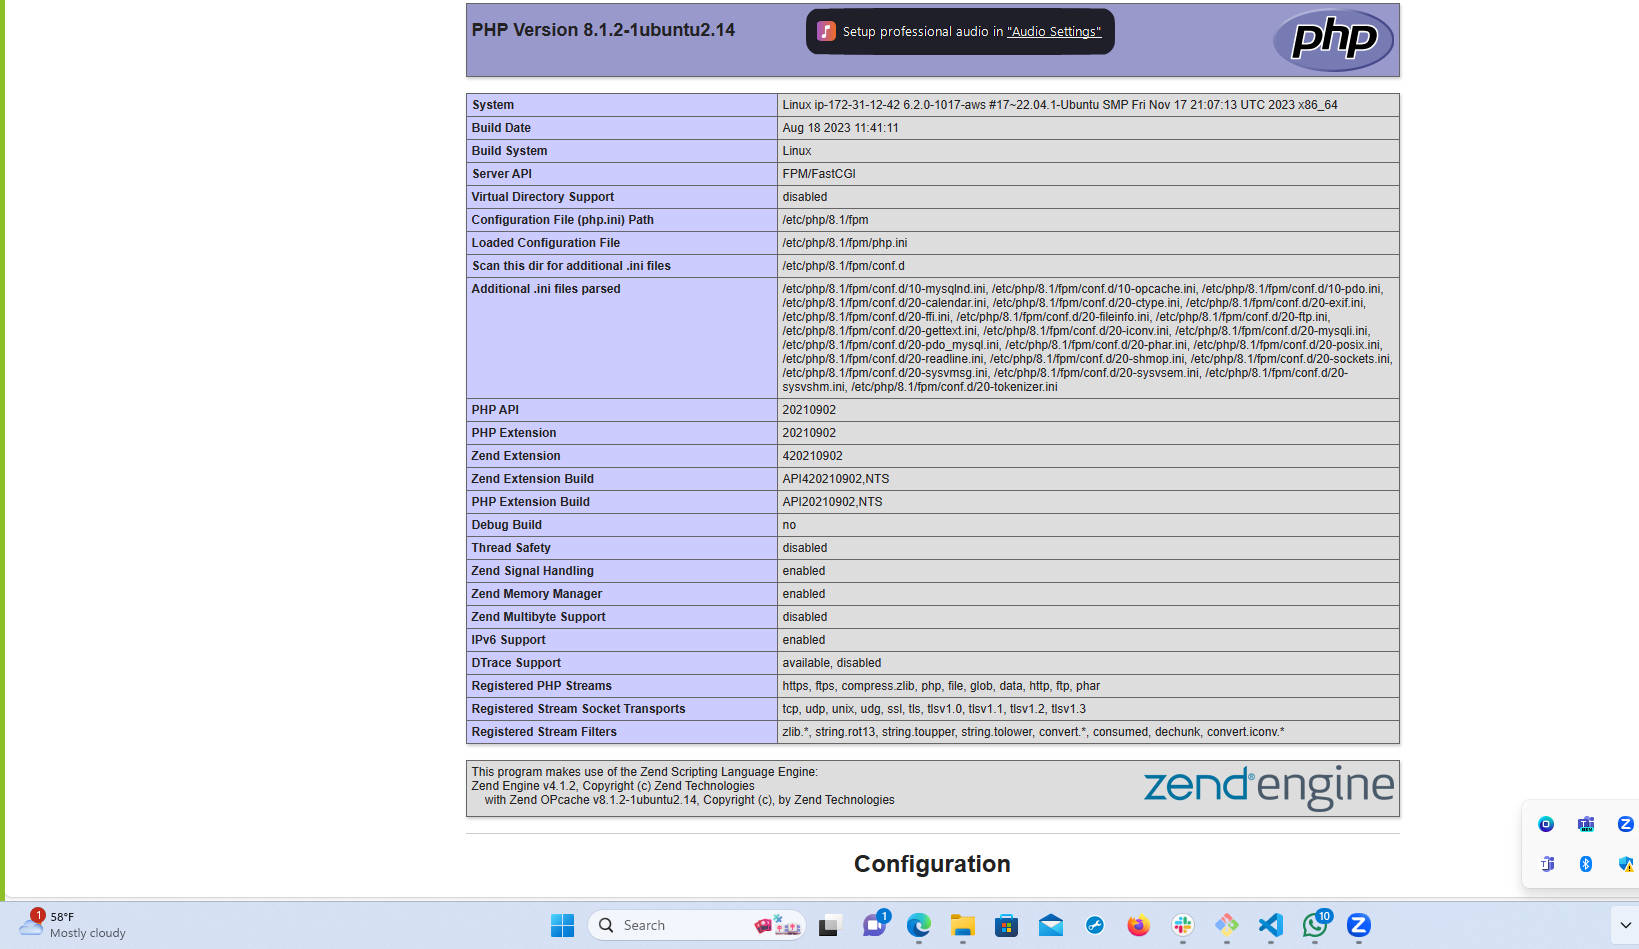 PHP Version 8.1.2-1ubuntu2.14
Setup professional audio in "Audio Settings"
php
System Linux ip-172-31-12-42 6.2.0-1017-aws #17~22.04.1-Ubuntu SMP Fri Nov 17 21:07:13 UTC 2023 x86_64
Build Date Aug 18 2023 11:41:11
Build System Linux
Server API FPM/FastCGI
Virtual Directory Support disabled
Configuration File (php.ini) Path /etc/php/8.1/fpm
Loaded Configuration File /etc/php/8.1/fpm/php.ini
Scan this dir for additional .ini files /etc/php/8.1/fpm/conf.d
Additional .ini files parsed /etc/php/8.1/fpm/conf.d/10-mysqlnd.ini, /etc/php/8.1/fpm/conf.d/10-opcache.ini, /etc/php/8.1/fpm/conf.d/10-pdo.ini,
/etc/php/8.1/fpm/conf.d/20-calendar.ini, /etc/php/8.1/fpm/conf.d/20-ctype.ini, /etc/php/8.1/fpm/conf.d/20-exif.ini,
/etc/php/8.1/fpm/conf.d/20-ffi.ini, /etc/php/8.1/fpm/conf.d/20-fileinfo.ini, /etc/php/8.1/fpm/conf.d/20-ftp.ini,
/etc/php/8.1/fpm/conf.d/20-gettext.ini, /etc/php/8.1/fpm/conf.d/20-iconv.ini, /etc/php/8.1/fpm/conf.d/20-mysqli.ini,
/etc/php/8.1/fpm/conf.d/20-pdo_mysql.ini, /etc/php/8.1/fpm/conf.d/20-phar.ini, /etc/php/8.1/fpm/conf.d/20-posix.ini,
/etc/php/8.1/fpm/conf.d/20-readline.ini, /etc/php/8.1/fpm/conf.d/20-shmop.ini, /etc/php/8.1/fpm/conf.d/20-sockets.ini,
/etc/php/8.1/fpm/conf.d/20-sysvmsg.ini, /etc/php/8.1/fpm/conf.d/20-sysvsem.ini, /etc/php/8.1/fpm/conf.d/20-
sysvshm.ini, /etc/php/8.1/fpm/conf.d/20-tokenizer.ini
PHP API 20210902
PHP Extension 20210902
Zend Extension 420210902
Zend Extension Build API420210902,NTS
PHP Extension Build API20210902,NTS
Debug Build no
Thread Safety disabled
Zend Signal Handling enabled
Zend Memory Manager enabled
Zend Multibyte Support disabled
IPv6 Support enabled
DTrace Support available, disabled
Registered PHP Streams https, ftps, compress.zlib, php, file, glob, data, http, ftp, phar
Registered Stream Socket Transports tcp, udp, unix, udg, ssl, tls, tlsv1.0, tlsv1.1, tlsv1.2, tlsv1.3
Registered Stream Filters zlib.*, string.rot13, string.toupper, string.tolower, convert.*, consumed, dechunk, convert.iconv.*
This program makes use of the Zend Scripting Language Engine:
Zend Engine v4.1.2, Copyright (c) Zend Technologies
with Zend OPcache v8.1.2-1ubuntu2.14, Copyright (c), by Zend Technologies
zend® engine
Configuration
1
58°F
Mostly cloudy
Search
1
10